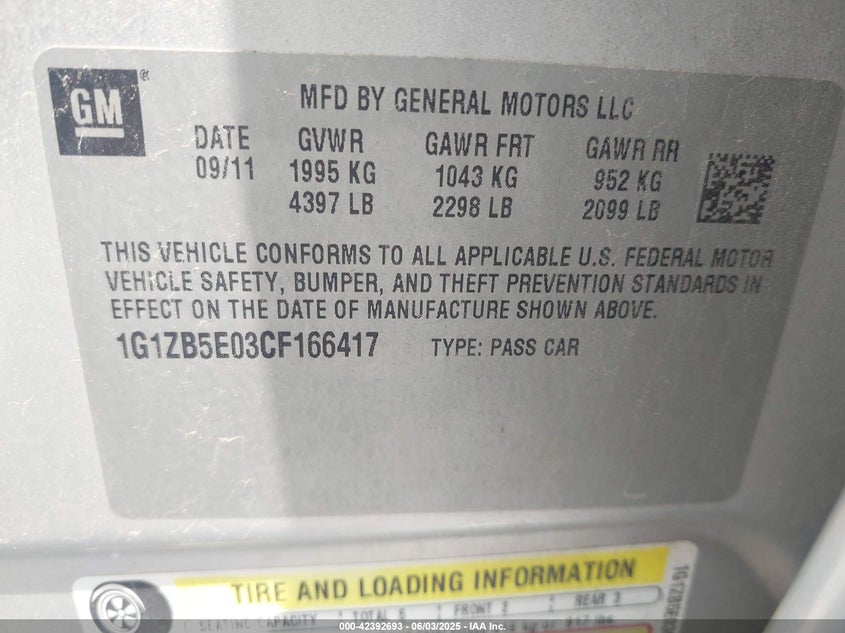 GM
MFD BY GENERAL MOTORS LLC
DATE GVWR GAWR FRT GAWR RR
09/11 1995 KG 1043 KG 952 KG
4397 LB 2298 LB 2099 LB
THIS VEHICLE CONFORMS TO ALL APPLICABLE U.S. FEDERAL MOTOR
VEHICLE SAFETY, BUMPER, AND THEFT PREVENTION STANDARDS IN
EFFECT ON THE DATE OF MANUFACTURE SHOWN ABOVE.
1G1ZB5E03CF166417 TYPE: PASS CAR
TIRE AND LOADING INFORMATION
SEATING CAPACITY TOTAL 5 FRONT 2 REAR 3
000-42392693 - 06/03/2025 - IAA Inc.